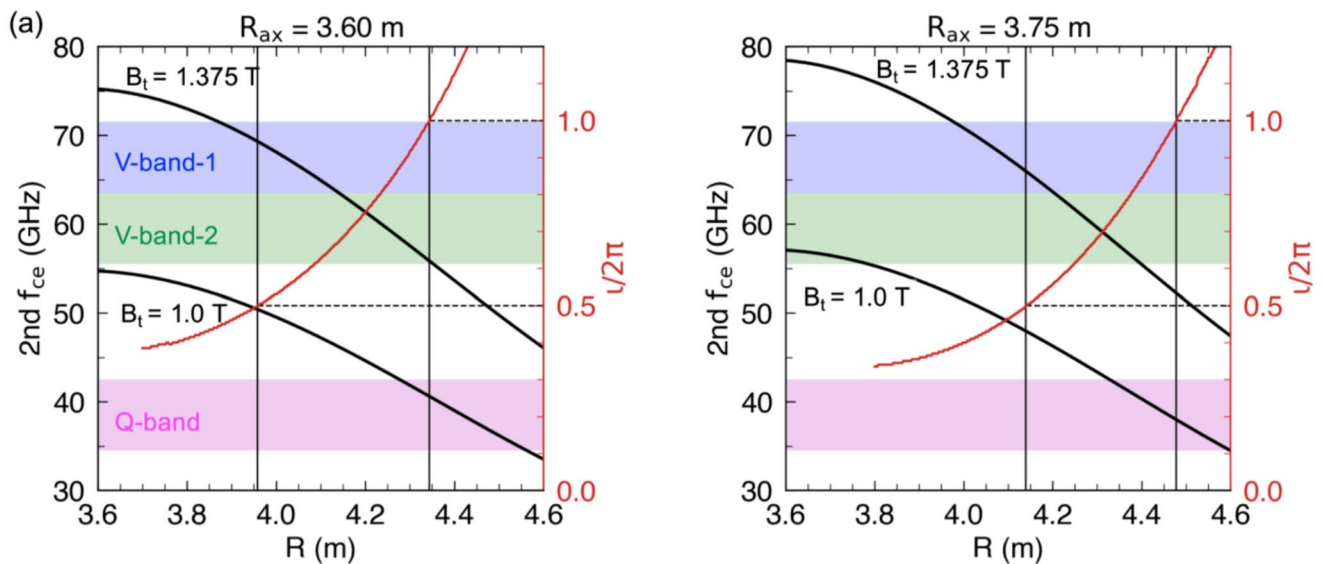 (a)
R_ax = 3.60 m
80
70
60
50
40
30
2nd f_ce (GHz)
B_t = 1.375 T
V-band-1
V-band-2
B_t = 1.0 T
Q-band
1.0
0.5
0.0
ι/2π
3.6 3.8 4.0 4.2 4.4 4.6
R (m)
R_ax = 3.75 m
80
70
60
50
40
30
2nd f_ce (GHz)
B_t = 1.375 T
B_t = 1.0 T
1.0
0.5
0.0
ι/2π
3.6 3.8 4.0 4.2 4.4 4.6
R (m)